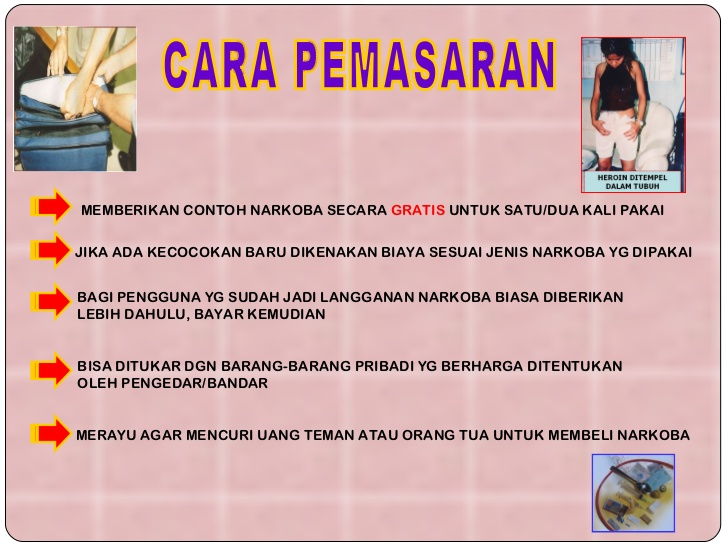 CARA PEMASARAN
HEROIN DITEMPEL
DALAM TUBUH
MEMBERIKAN CONTOH NARKOBA SECARA GRATIS UNTUK SATU/DUA KALI PAKAI
JIKA ADA KECOCOKAN BARU DIKENAKAN BIAYA SESUAI JENIS NARKOBA YG DIPAKAI
BAGI PENGGUNA YG SUDAH JADI LANGGANAN NARKOBA BIASA DIBERIKAN
LEBIH DAHULU, BAYAR KEMUDIAN
BISA DITUKAR DGN BARANG-BARANG PRIBADI YG BERHARGA DITENTUKAN
OLEH PENGEDAR/BANDAR
MERAYU AGAR MENCURI UANG TEMAN ATAU ORANG TUA UNTUK MEMBELI NARKOBA